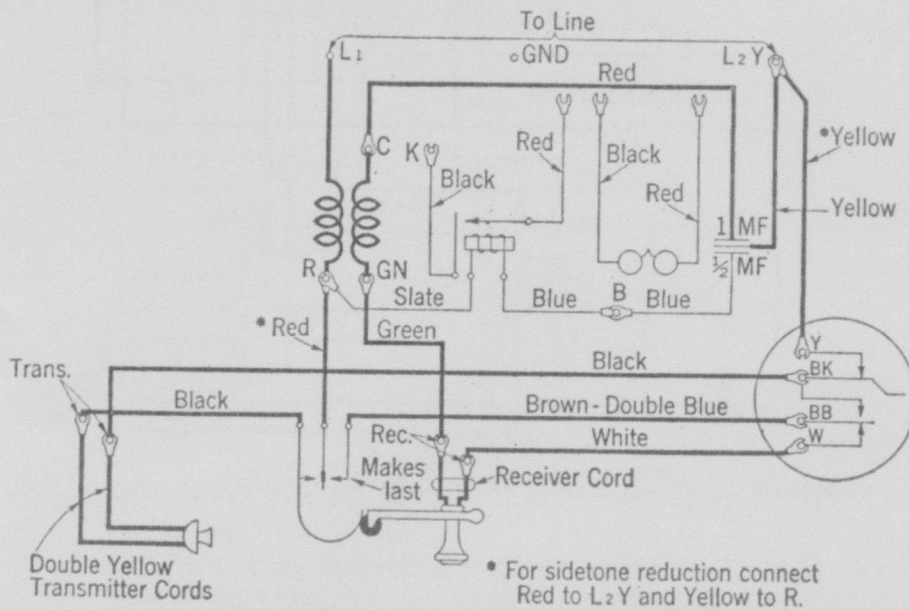 To Line
L1
GND
L2 Y
Red
*Yellow
C
K
Black
Red
Black
Red
Yellow
1 MF
½ MF
R
GN
Slate
Blue
B
Blue
* Red
Green
Y
Trans.
Black
BK
Black
Brown-Double Blue
BB
Rec.
White
W
Makes
last
Receiver Cord
Double Yellow
Transmitter Cords
* For sidetone reduction connect
Red to L2Y and Yellow to R.